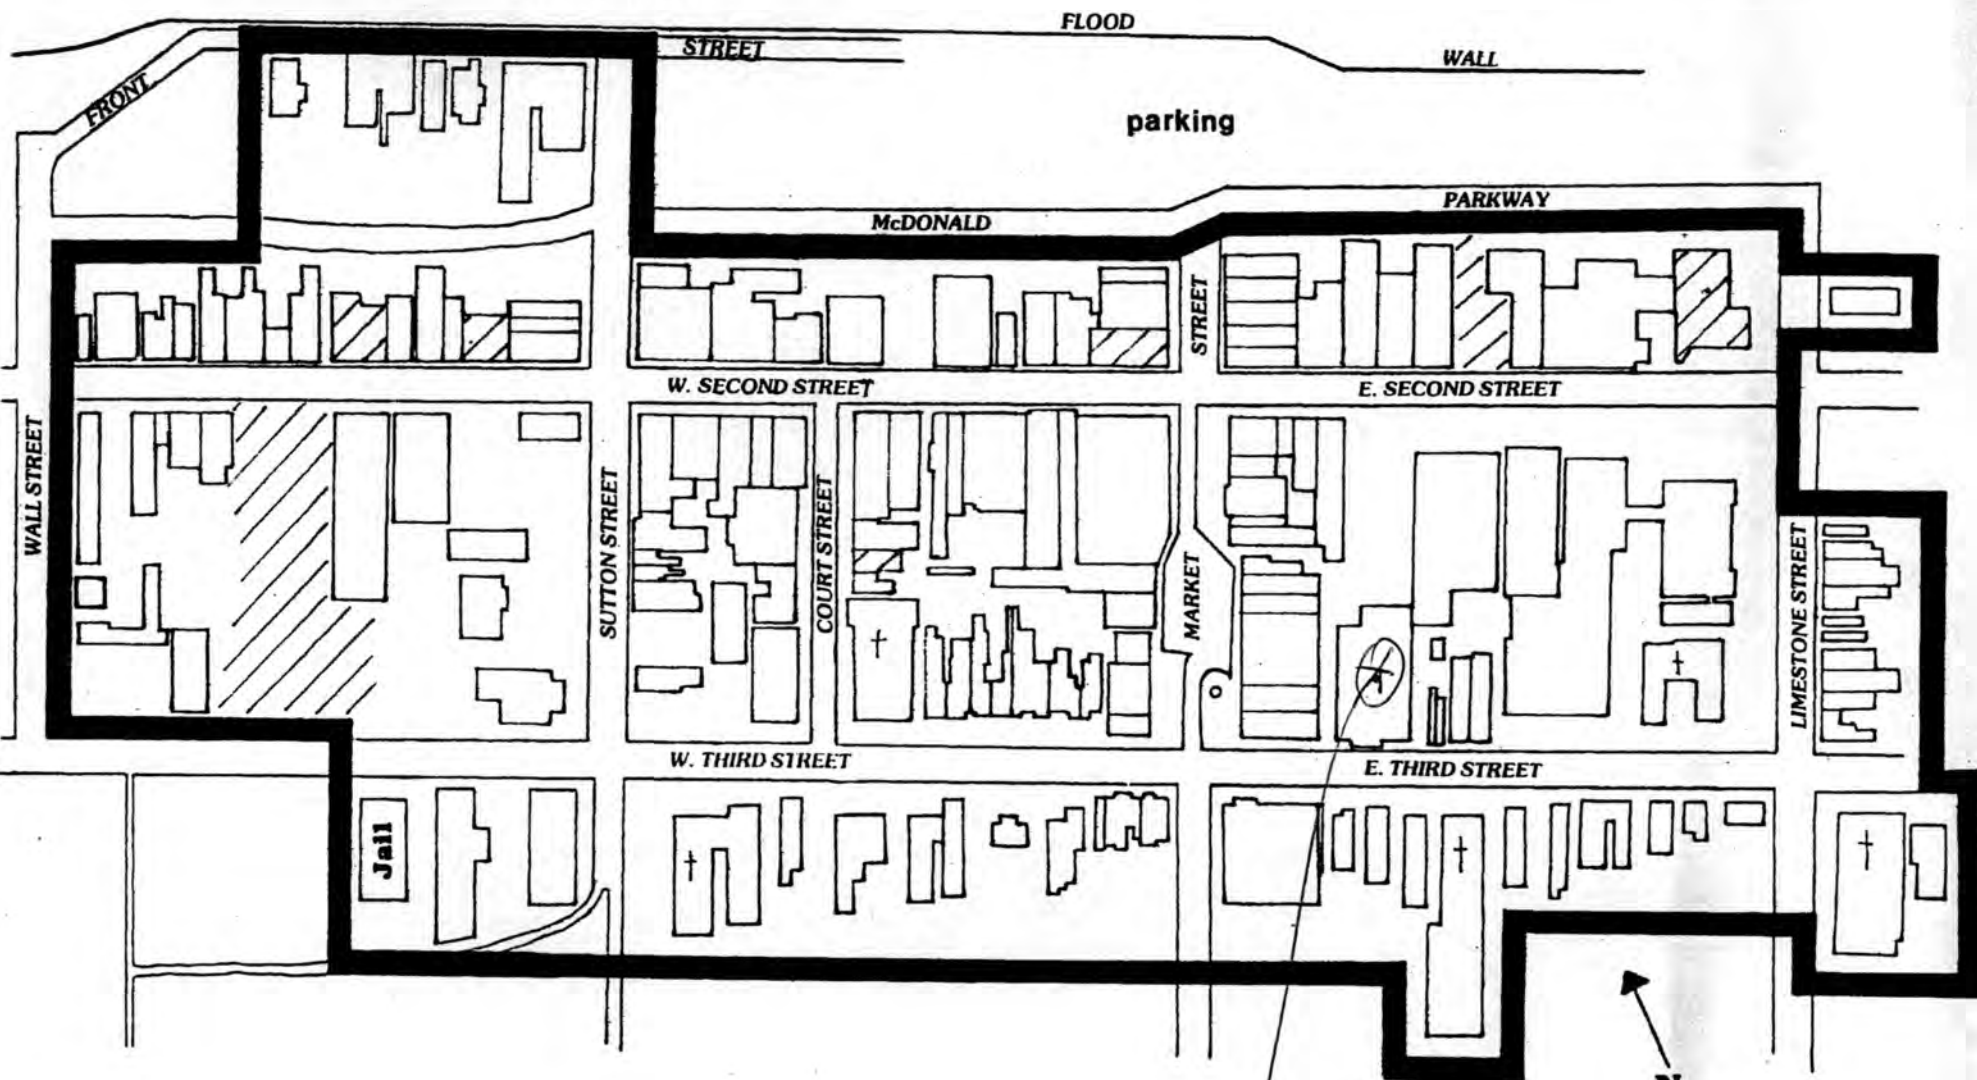 FLOOD
STREET
WALL
FRONT
parking
PARKWAY
McDONALD
STREET
W. SECOND STREET
E. SECOND STREET
WALL STREET
SUTTON STREET
COURT STREET
MARKET
LIMESTONE STREET
W. THIRD STREET
E. THIRD STREET
Jail
N